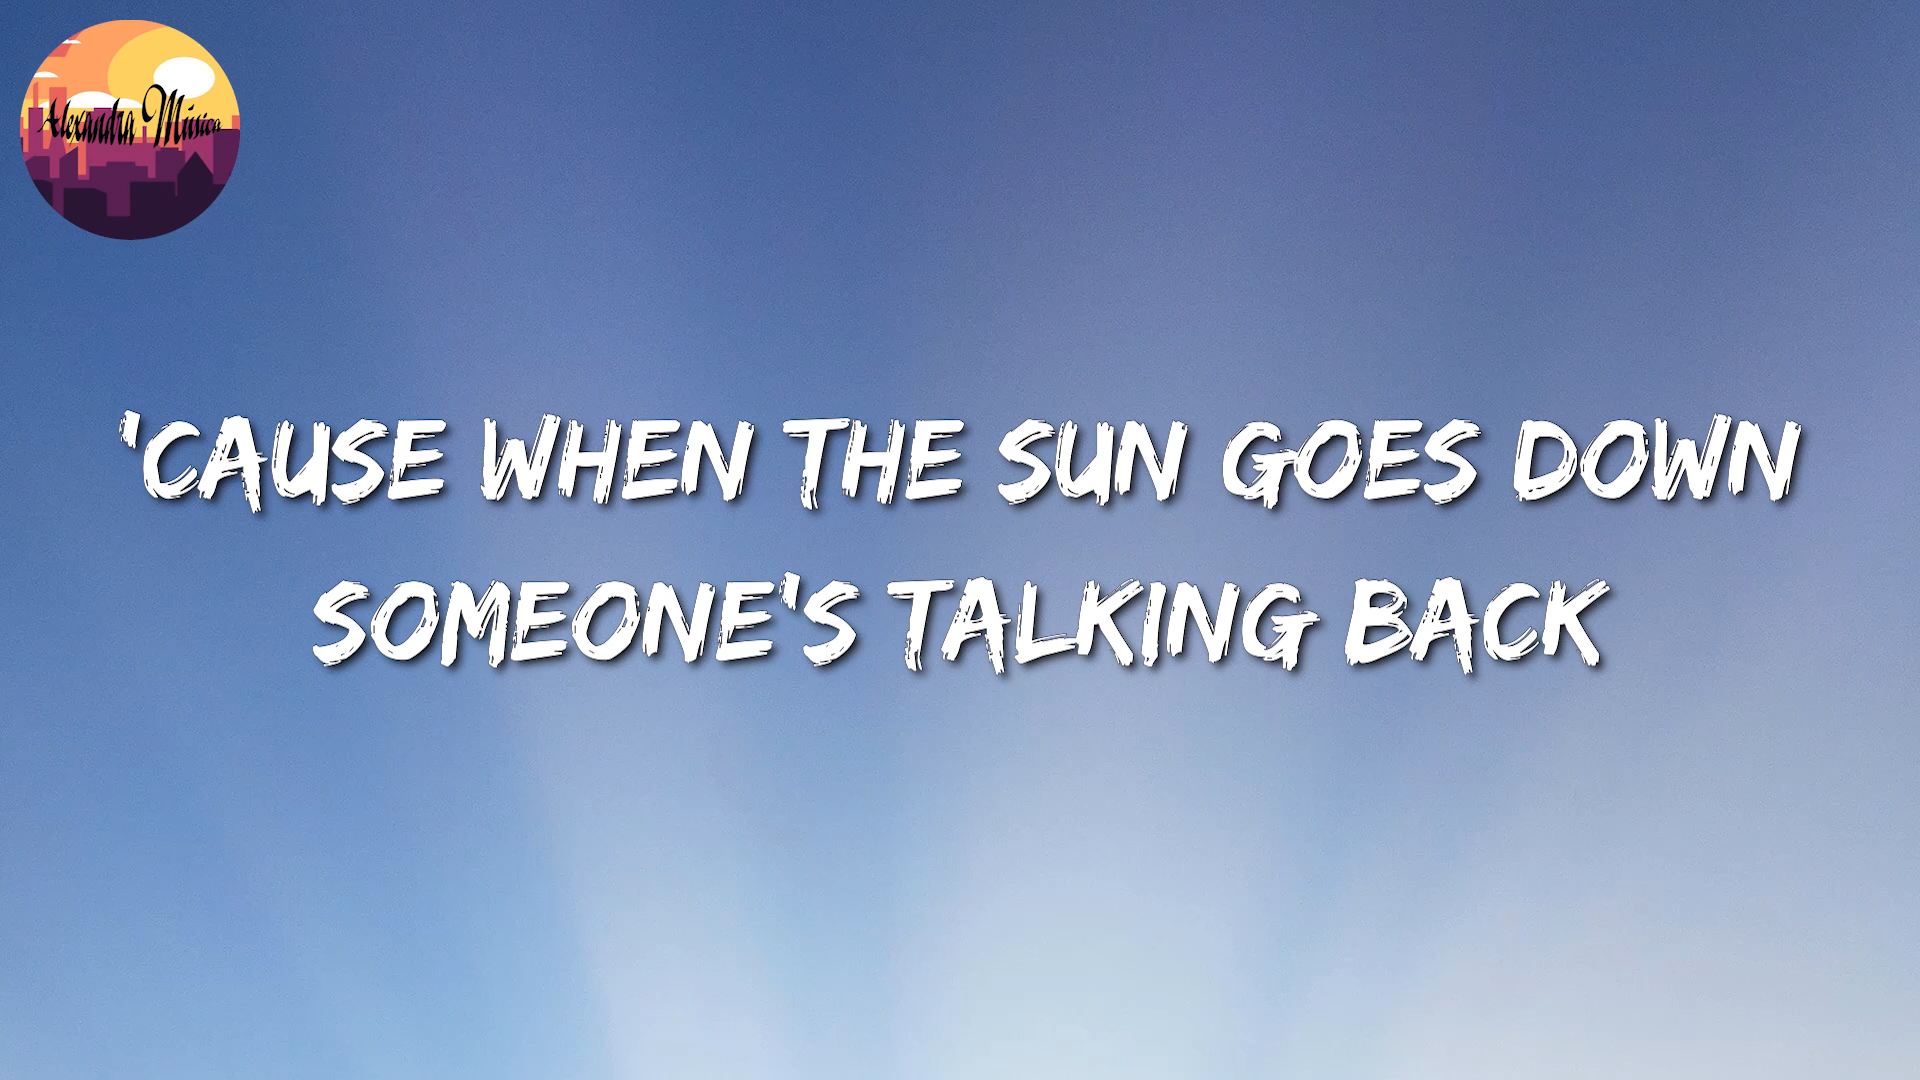 Alexandra Música
'CAUSE WHEN THE SUN GOES DOWN
SOMEONE'S TALKING BACK